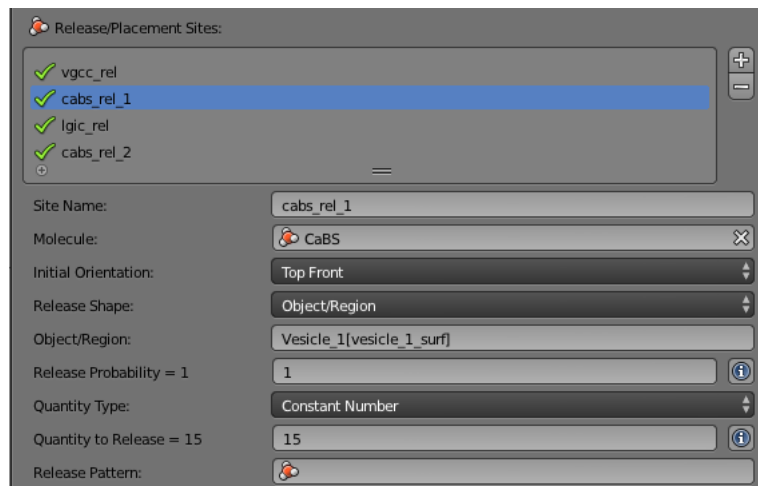 Release/Placement Sites:
vgcc_rel
cabs_rel_1
lgic_rel
cabs_rel_2
Site Name: cabs_rel_1
Molecule: CaBS
Initial Orientation: Top Front
Release Shape: Object/Region
Object/Region: Vesicle_1[vesicle_1_surf]
Release Probability = 1 1
Quantity Type: Constant Number
Quantity to Release = 15 15
Release Pattern: